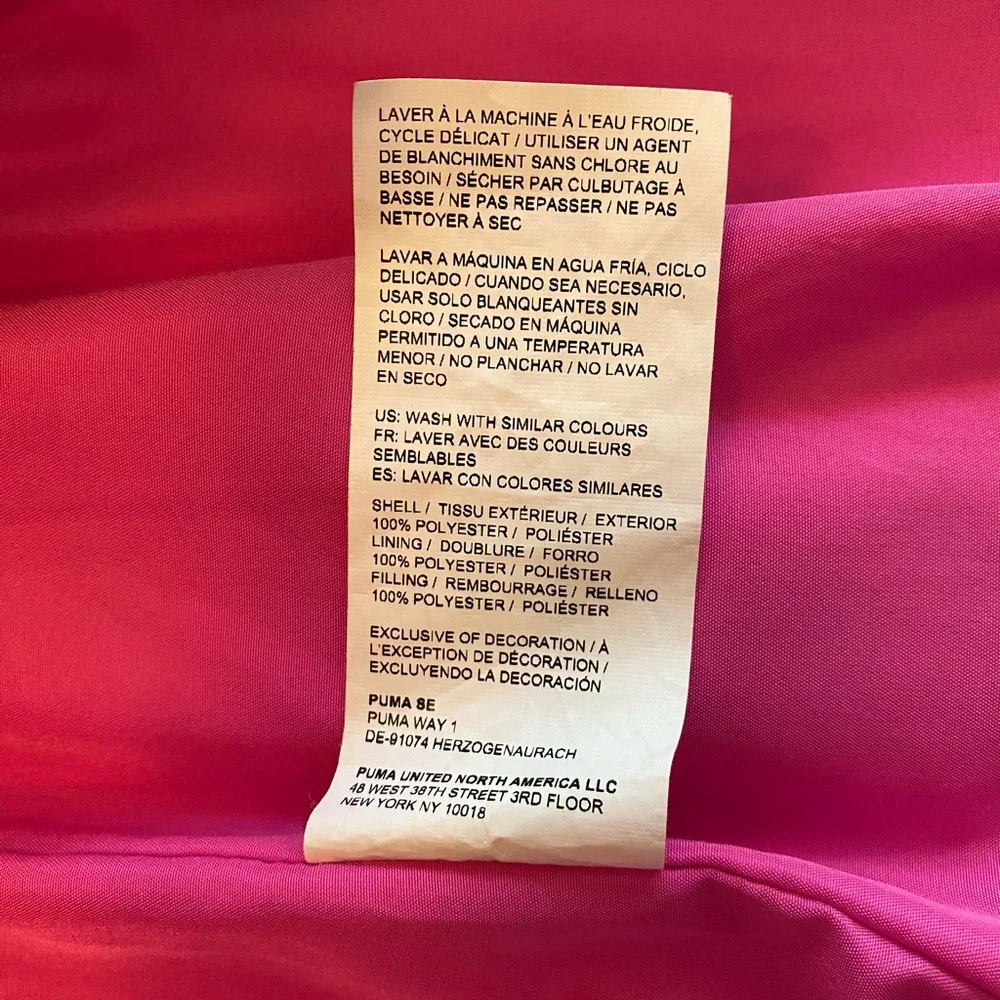 LAVER À LA MACHINE À L'EAU FROIDE,
CYCLE DÉLICAT / UTILISER UN AGENT
DE BLANCHIMENT SANS CHLORE AU
BESOIN / SÉCHER PAR CULBUTAGE À
BASSE / NE PAS REPASSER / NE PAS
NETTOYER À SEC
LAVAR A MÁQUINA EN AGUA FRÍA, CICLO
DELICADO / CUANDO SEA NECESARIO,
USAR SOLO BLANQUEANTES SIN
CLORO / SECADO EN MÁQUINA
PERMITIDO A UNA TEMPERATURA
MENOR / NO PLANCHAR / NO LAVAR
EN SECO
US: WASH WITH SIMILAR COLOURS
FR: LAVER AVEC DES COULEURS
SEMBLABLES
ES: LAVAR CON COLORES SIMILARES
SHELL / TISSU EXTÉRIEUR / EXTERIOR
100% POLYESTER / POLIÉSTER
LINING / DOUBLURE / FORRO
100% POLYESTER / POLIÉSTER
FILLING / REMBOURRAGE / RELLENO
100% POLYESTER / POLIÉSTER
EXCLUSIVE OF DECORATION / À
L'EXCEPTION DE DÉCORATION /
EXCLUYENDO LA DECORACIÓN
PUMA SE
PUMA WAY 1
DE-91074 HERZOGENAURACH
PUMA UNITED NORTH AMERICA LLC
48 WEST 38TH STREET 3RD FLOOR
NEW YORK NY 10018